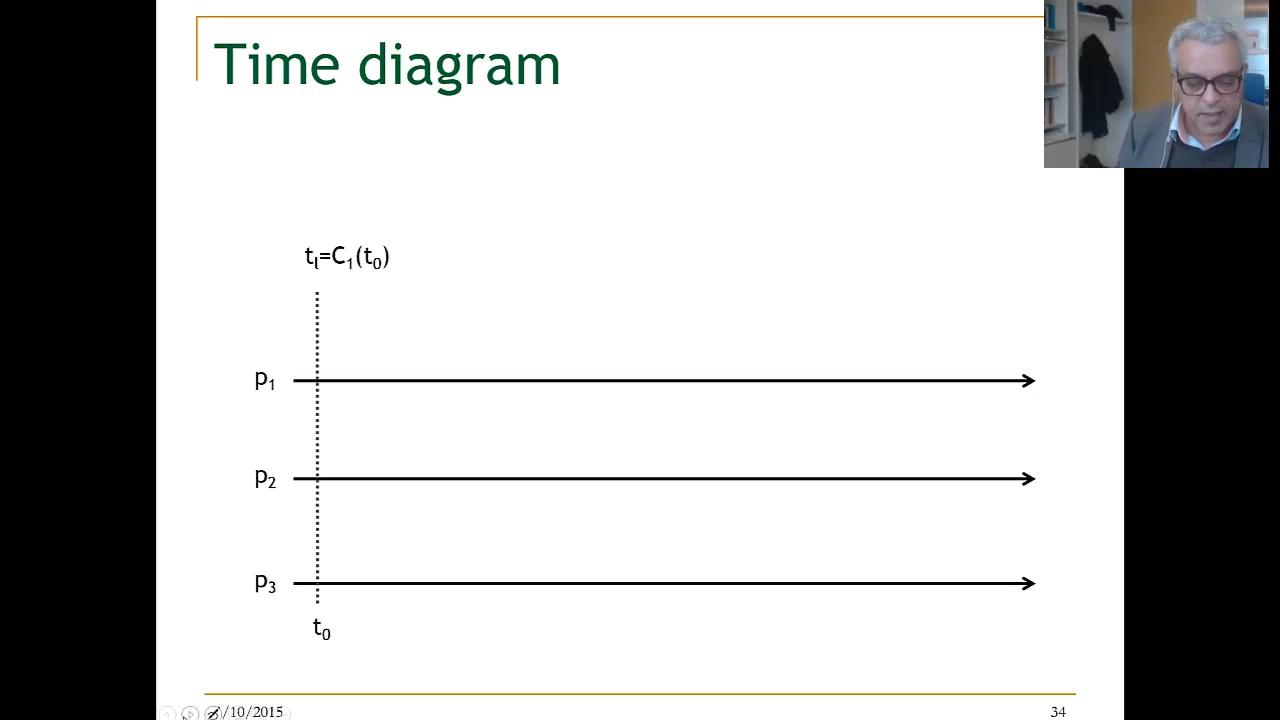 Time diagram
tₗ=C₁(t₀)
p₁
p₂
p₃
t₀
/10/2015
34